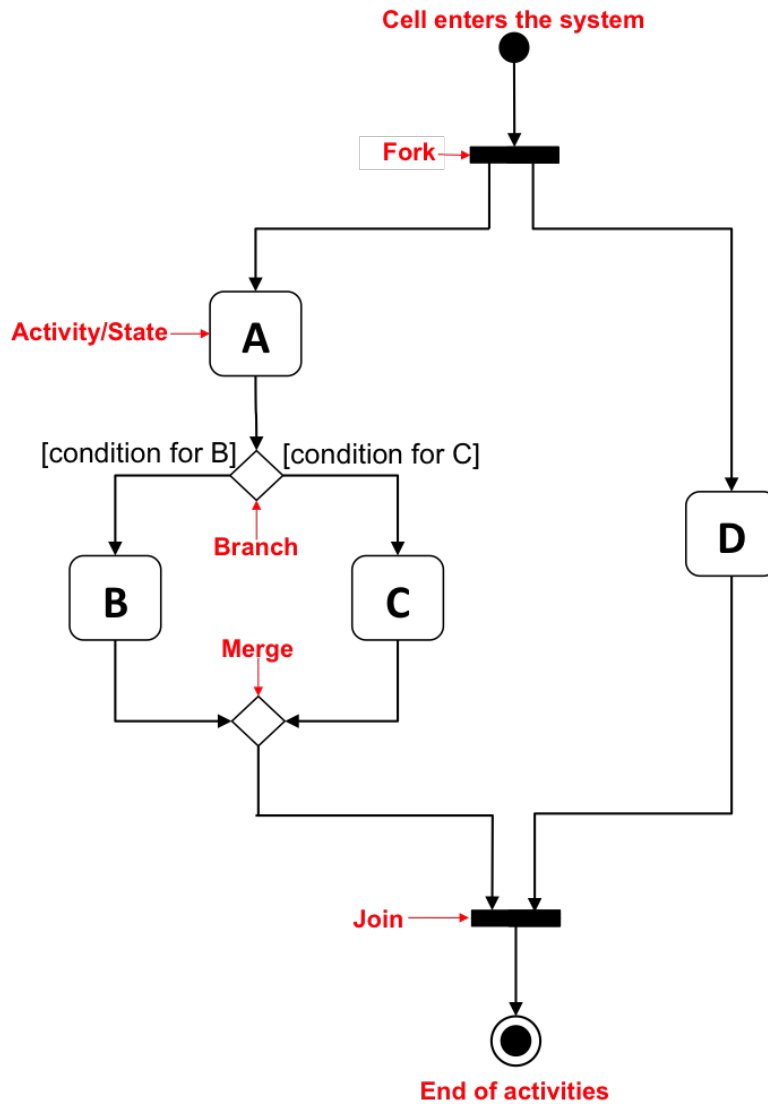 Cell enters the system
Fork
A
Activity/State
[condition for B]
[condition for C]
Branch
D
B
C
Merge
Join
End of activities